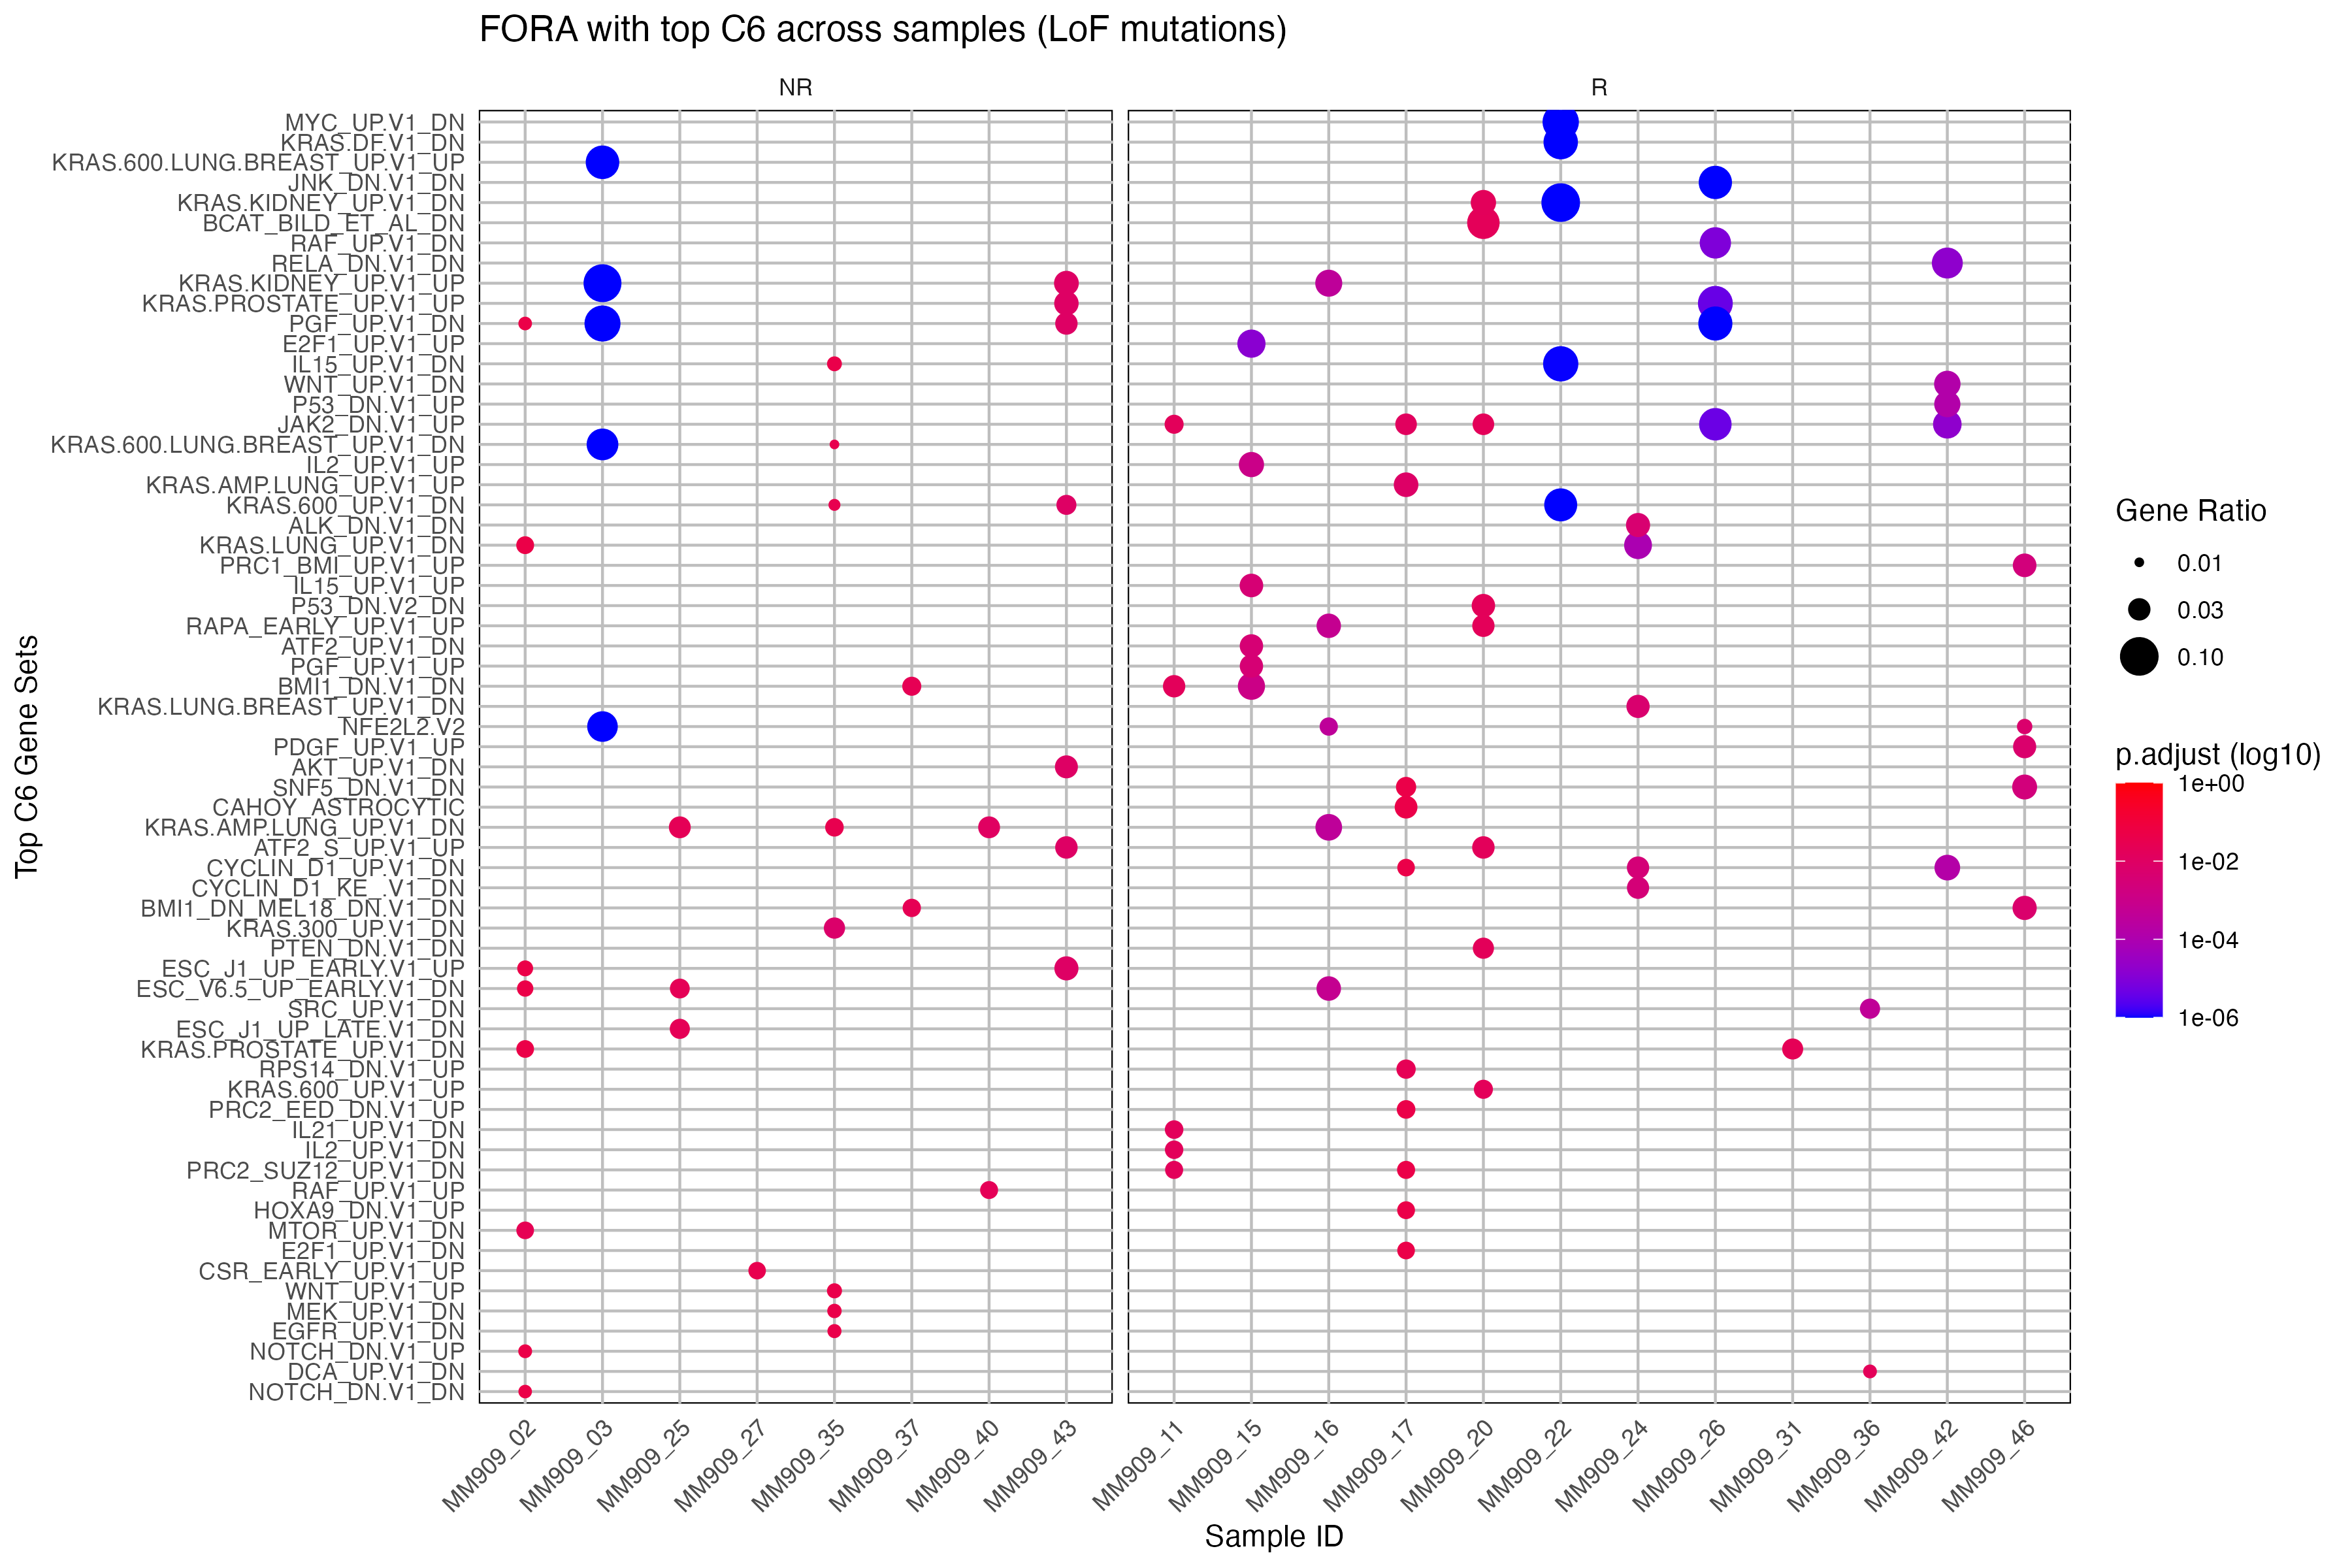 FORA with top C6 across samples (LoF mutations)
NR
R
MYC_UP.V1_DN
KRAS.DF.V1_DN
KRAS.600.LUNG.BREAST_UP.V1_UP
JNK_DN.V1_DN
KRAS.KIDNEY_UP.V1_DN
BCAT_BILD_ET_AL_DN
RAF_UP.V1_DN
RELA_DN.V1_DN
KRAS.KIDNEY_UP.V1_UP
KRAS.PROSTATE_UP.V1_UP
PGF_UP.V1_DN
E2F1_UP.V1_UP
IL15_UP.V1_DN
WNT_UP.V1_DN
P53_DN.V1_UP
JAK2_DN.V1_UP
KRAS.600.LUNG.BREAST_UP.V1_DN
IL2_UP.V1_UP
KRAS.AMP.LUNG_UP.V1_UP
KRAS.600_UP.V1_DN
ALK_DN.V1_DN
KRAS.LUNG_UP.V1_DN
PRC1_BMI_UP.V1_UP
IL15_UP.V1_UP
P53_DN.V2_DN
RAPA_EARLY_UP.V1_UP
ATF2_UP.V1_DN
PGF_UP.V1_UP
BMI1_DN.V1_DN
KRAS.LUNG.BREAST_UP.V1_DN
NFE2L2.V2
PDGF_UP.V1_UP
AKT_UP.V1_DN
SNF5_DN.V1_DN
CAHOY_ASTROCYTIC
KRAS.AMP.LUNG_UP.V1_DN
ATF2_S_UP.V1_UP
CYCLIN_D1_UP.V1_DN
CYCLIN_D1_KE_.V1_DN
BMI1_DN_MEL18_DN.V1_DN
KRAS.300_UP.V1_DN
PTEN_DN.V1_DN
ESC_J1_UP_EARLY.V1_UP
ESC_V6.5_UP_EARLY.V1_DN
SRC_UP.V1_DN
ESC_J1_UP_LATE.V1_DN
KRAS.PROSTATE_UP.V1_DN
RPS14_DN.V1_UP
KRAS.600_UP.V1_UP
PRC2_EED_DN.V1_UP
IL21_UP.V1_DN
IL2_UP.V1_DN
PRC2_SUZ12_UP.V1_DN
RAF_UP.V1_UP
HOXA9_DN.V1_UP
MTOR_UP.V1_DN
E2F1_UP.V1_DN
CSR_EARLY_UP.V1_UP
WNT_UP.V1_UP
MEK_UP.V1_DN
EGFR_UP.V1_DN
NOTCH_DN.V1_UP
DCA_UP.V1_DN
NOTCH_DN.V1_DN
Top C6 Gene Sets
MM909_02
MM909_03
MM909_25
MM909_27
MM909_35
MM909_37
MM909_40
MM909_43
MM909_11
MM909_15
MM909_16
MM909_17
MM909_20
MM909_22
MM909_24
MM909_26
MM909_31
MM909_36
MM909_42
MM909_46
Sample ID
Gene Ratio
0.01
0.03
0.10
p.adjust (log10)
1e+00
1e-02
1e-04
1e-06